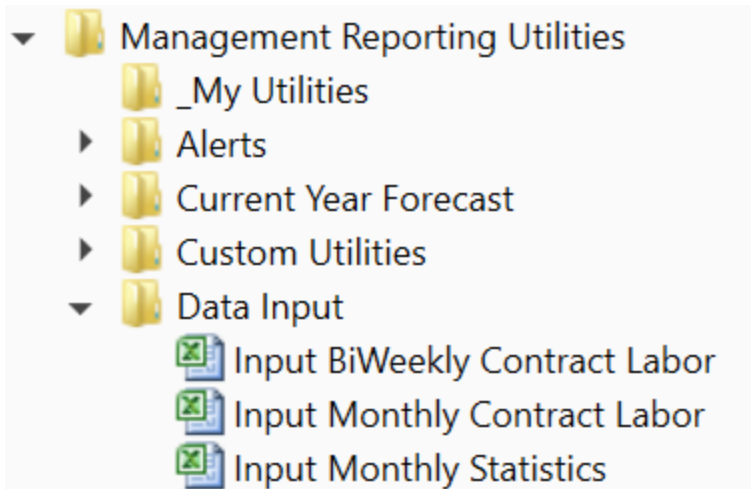 Management Reporting Utilities
_My Utilities
Alerts
Current Year Forecast
Custom Utilities
Data Input
Input BiWeekly Contract Labor
Input Monthly Contract Labor
Input Monthly Statistics